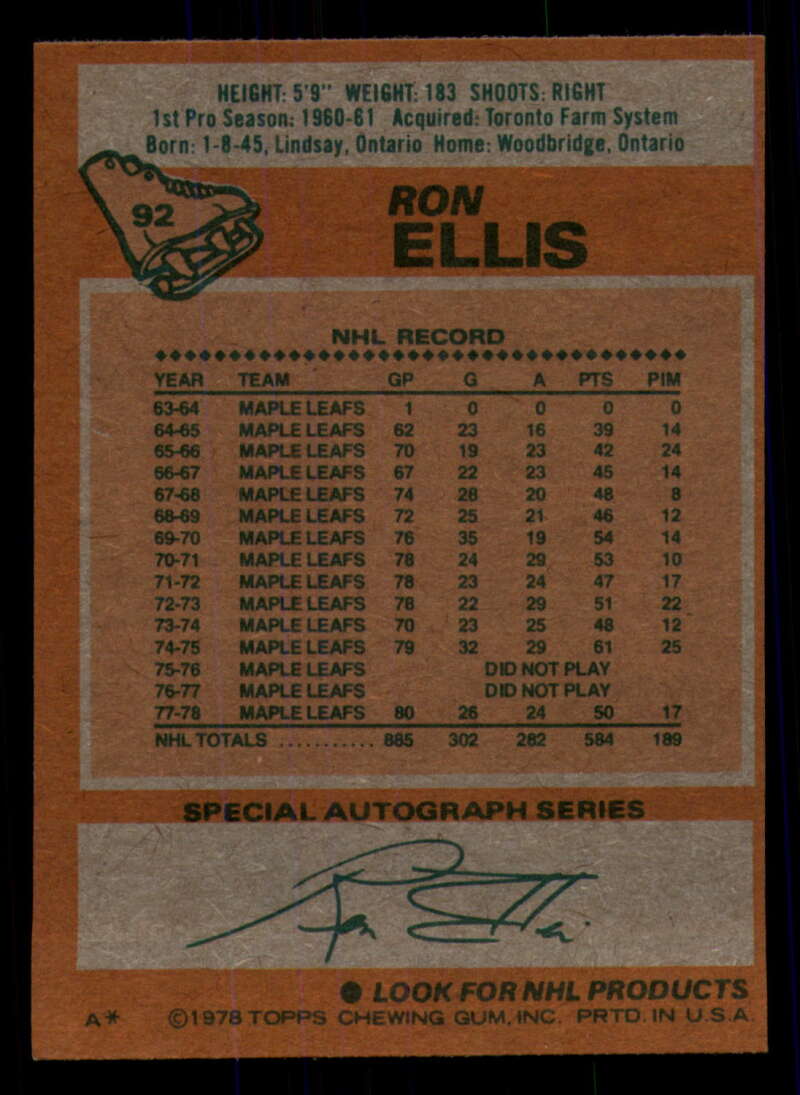 HEIGHT: 5'9" WEIGHT: 183 SHOOTS: RIGHT
1st Pro Season: 1960-61 Acquired: Toronto Farm System
Born: 1-8-45, Lindsay, Ontario Home: Woodbridge, Ontario
92
RON
ELLIS
NHL RECORD
YEAR TEAM GP G A PTS PIM
63-64 MAPLE LEAFS 1 0 0 0 0
64-65 MAPLE LEAFS 62 23 16 39 14
65-66 MAPLE LEAFS 70 19 23 42 24
66-67 MAPLE LEAFS 67 22 23 45 14
67-68 MAPLE LEAFS 74 28 20 48 8
68-69 MAPLE LEAFS 72 25 21 46 12
69-70 MAPLE LEAFS 76 35 19 54 14
70-71 MAPLE LEAFS 78 24 29 53 10
71-72 MAPLE LEAFS 78 23 24 47 17
72-73 MAPLE LEAFS 78 22 29 51 22
73-74 MAPLE LEAFS 70 23 25 48 12
74-75 MAPLE LEAFS 79 32 29 61 25
75-76 MAPLE LEAFS DID NOT PLAY
76-77 MAPLE LEAFS DID NOT PLAY
77-78 MAPLE LEAFS 80 26 24 50 17
NHL TOTALS ........... 885 302 282 584 189
SPECIAL AUTOGRAPH SERIES
Ron Ellis
● LOOK FOR NHL PRODUCTS
A* ©1978 TOPPS CHEWING GUM, INC. PRTD. IN U.S.A.